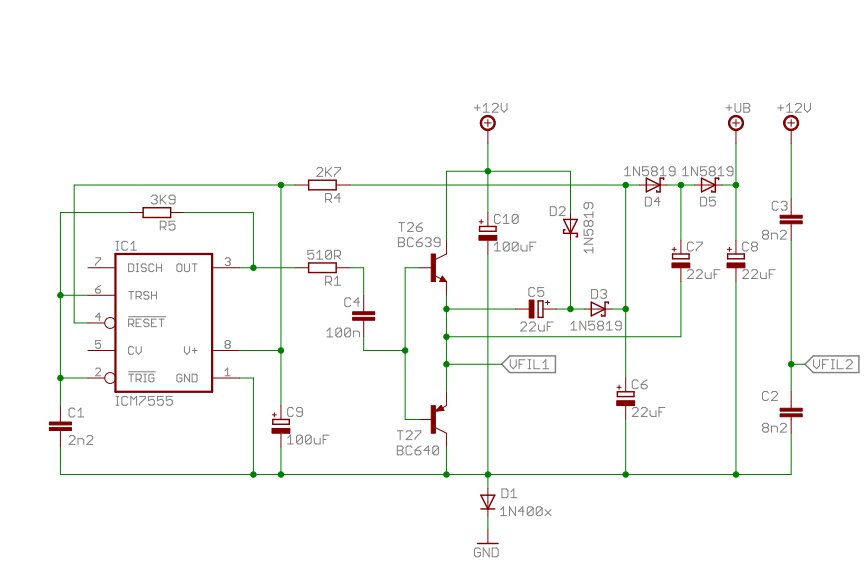 +12V
+UB
+12V
2K7
R4
1N5819
D4
1N5819
D5
3K9
R5
C3
8n2
T26
BC639
C10
100uF
D2
1N5819
IC1
7
DISCH
OUT
3
6
TRSH
4
RESET
5
CV
V+
8
2
TRIG
GND
1
ICM7555
510R
R1
C4
100n
C7
22uF
C8
22uF
C5
22uF
D3
1N5819
VFIL1
VFIL2
C1
2n2
C9
100uF
T27
BC640
C6
22uF
C2
8n2
D1
1N400x
GND